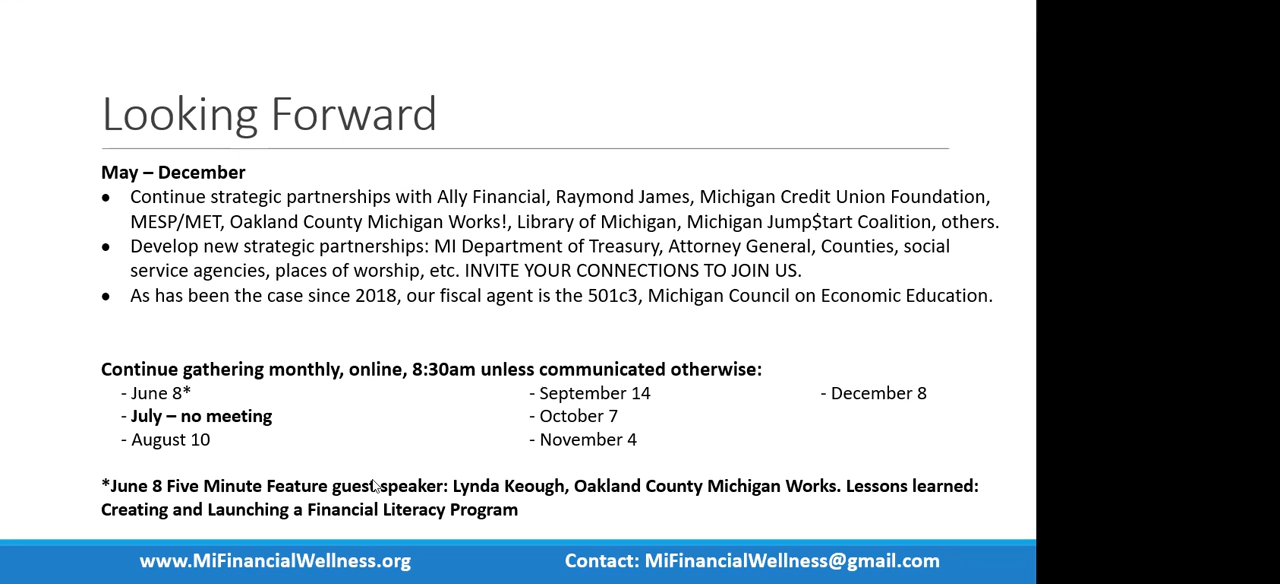 Looking Forward
May – December
● Continue strategic partnerships with Ally Financial, Raymond James, Michigan Credit Union Foundation,
MESP/MET, Oakland County Michigan Works!, Library of Michigan, Michigan Jump$tart Coalition, others.
● Develop new strategic partnerships: MI Department of Treasury, Attorney General, Counties, social
service agencies, places of worship, etc. INVITE YOUR CONNECTIONS TO JOIN US.
● As has been the case since 2018, our fiscal agent is the 501c3, Michigan Council on Economic Education.
Continue gathering monthly, online, 8:30am unless communicated otherwise:
- June 8*
- July – no meeting
- August 10
- September 14
- October 7
- November 4
- December 8
*June 8 Five Minute Feature guest speaker: Lynda Keough, Oakland County Michigan Works. Lessons learned:
Creating and Launching a Financial Literacy Program
www.MiFinancialWellness.org
Contact: MiFinancialWellness@gmail.com